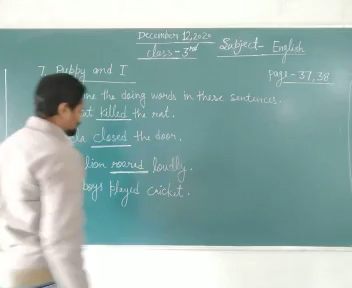 December 12, 2020
Class - 3rd
Subject - English
7. Puppy and I
page - 37, 38
the doing words in these sentences.
killed the rat.
closed the door.
lion roared loudly.
boys played cricket.